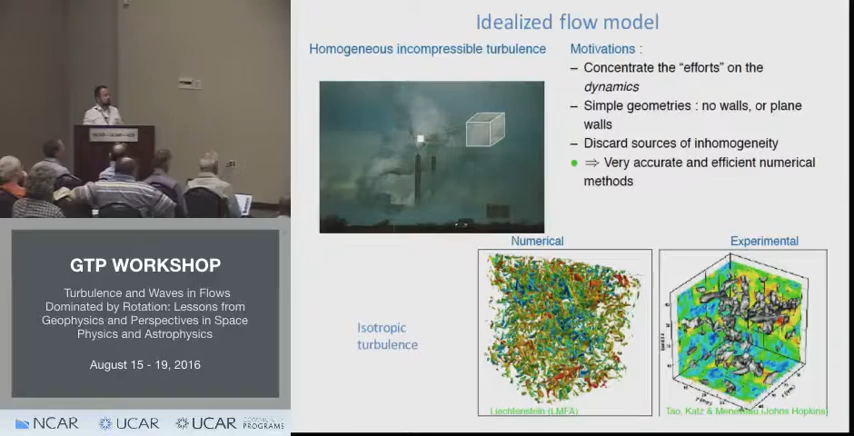 Idealized flow model
Homogeneous incompressible turbulence
Motivations :
– Concentrate the “efforts” on the
dynamics
– Simple geometries : no walls, or plane
walls
– Discard sources of inhomogeneity
● ⇒ Very accurate and efficient numerical
methods
Numerical
Experimental
Isotropic
turbulence
Liechtenstein (LMFA)
Tao, Katz & Meneveau (Johns Hopkins)
NCAR UCAR
GTP WORKSHOP
Turbulence and Waves in Flows
Dominated by Rotation: Lessons from
Geophysics and Perspectives in Space
Physics and Astrophysics
August 15 - 19, 2016
NCAR
UCAR
UCAR
PROGRAMS